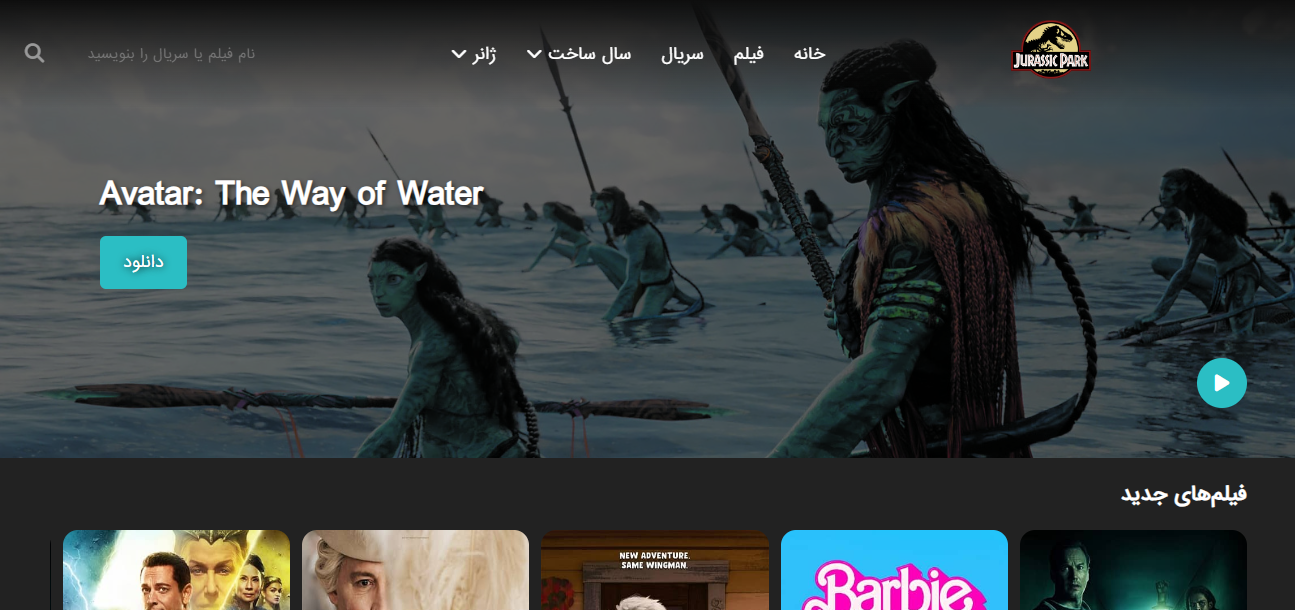 JURASSIC PARK
خانه
فیلم
سریال
سال ساخت
ژانر
نام فیلم یا سریال را بنویسید
Avatar: The Way of Water
دانلود
فیلم‌های جدید
Barbie
NEW ADVENTURE.
SAME WINGMAN.